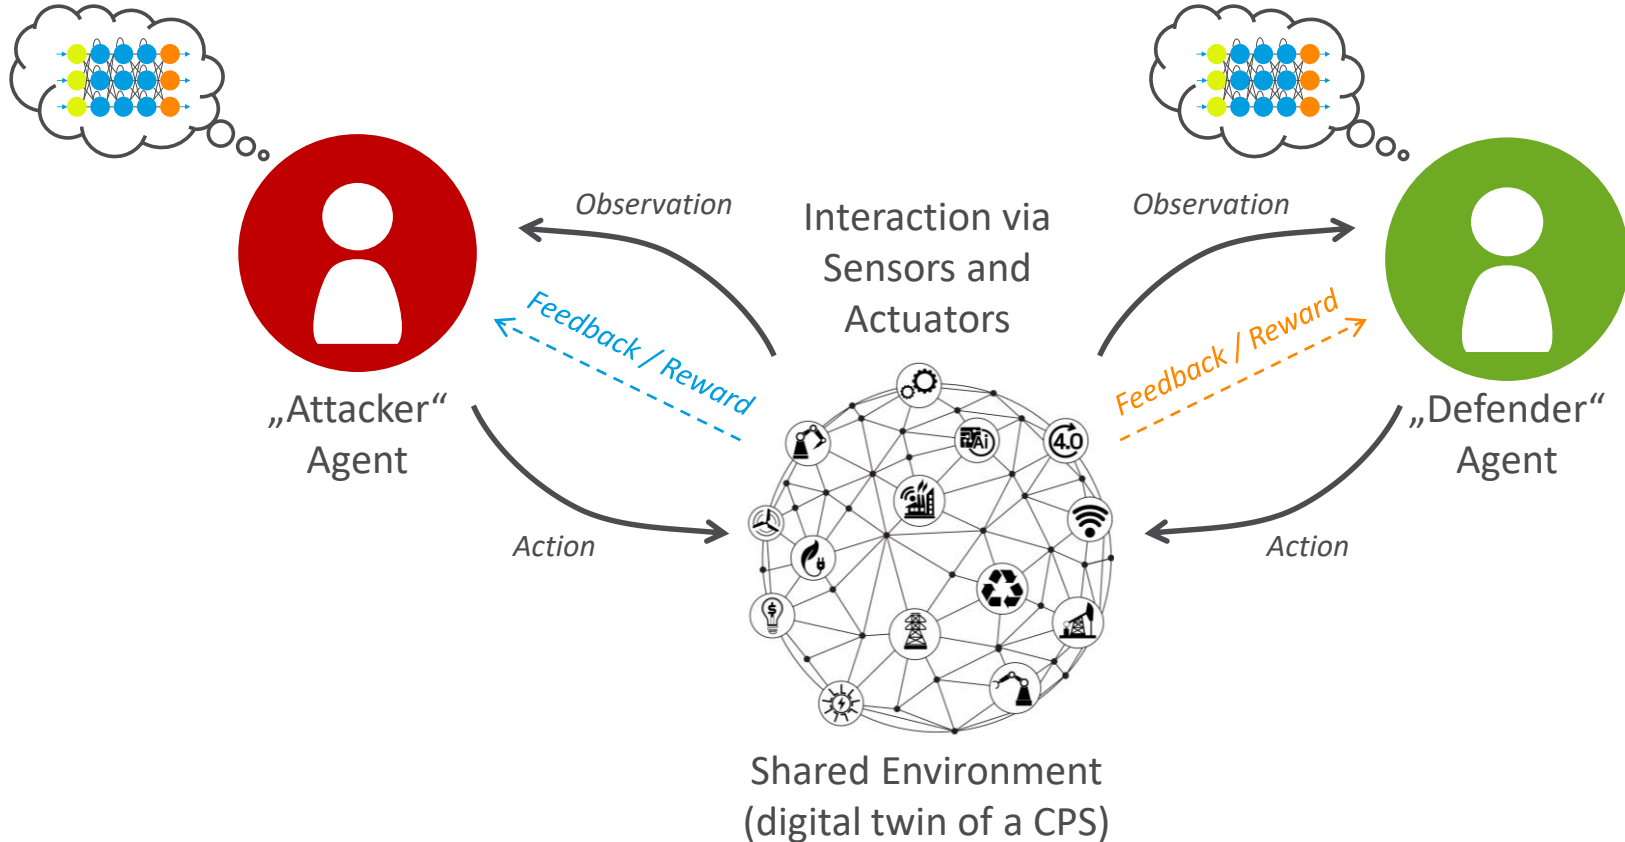 Observation
Interaction via
Sensors and
Actuators
Observation
Feedback / Reward
Feedback / Reward
„Attacker“
Agent
„Defender“
Agent
Ai
4.0
Action
Action
$
Shared Environment
(digital twin of a CPS)